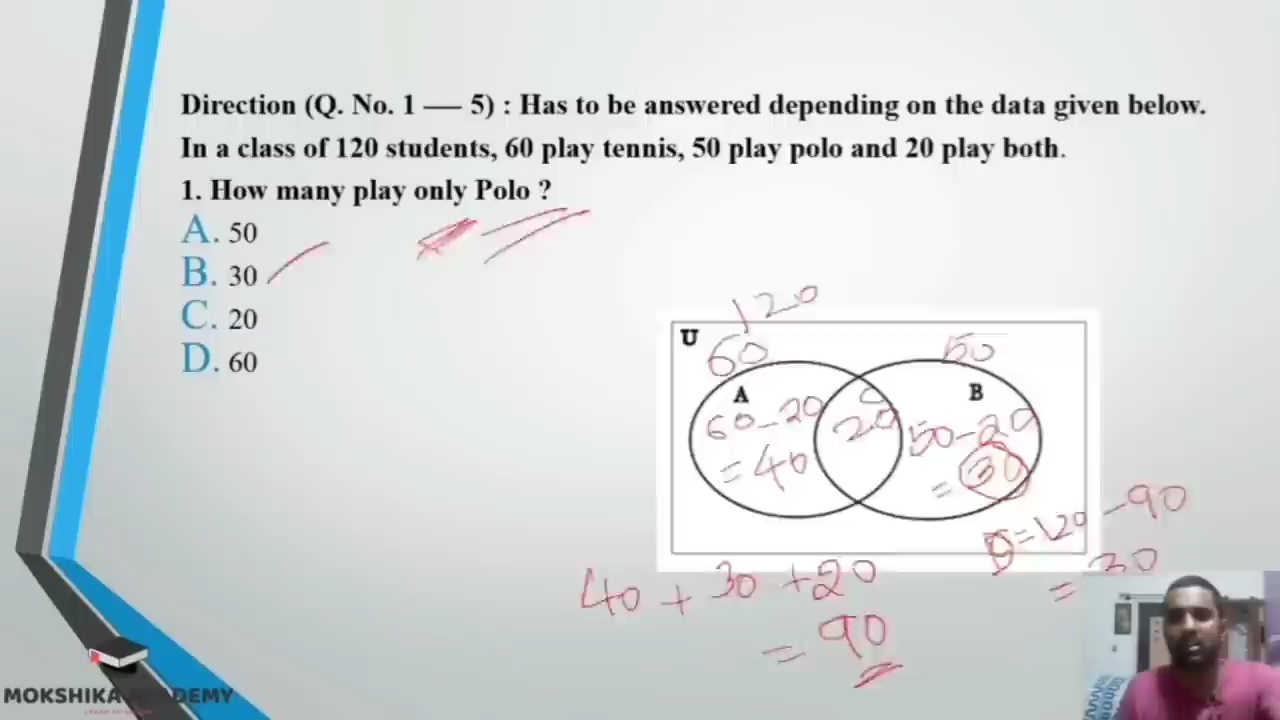 Direction (Q. No. 1 — 5) : Has to be answered depending on the data given below.
In a class of 120 students, 60 play tennis, 50 play polo and 20 play both.
1. How many play only Polo ?
A. 50
B. 30
C. 20
D. 60
120
U
60 50
A B
60-20 20 50-20
= 40 = 30
=120-90
= 30
40 + 30 + 20
= 90
MOKSHIKA ACADEMY